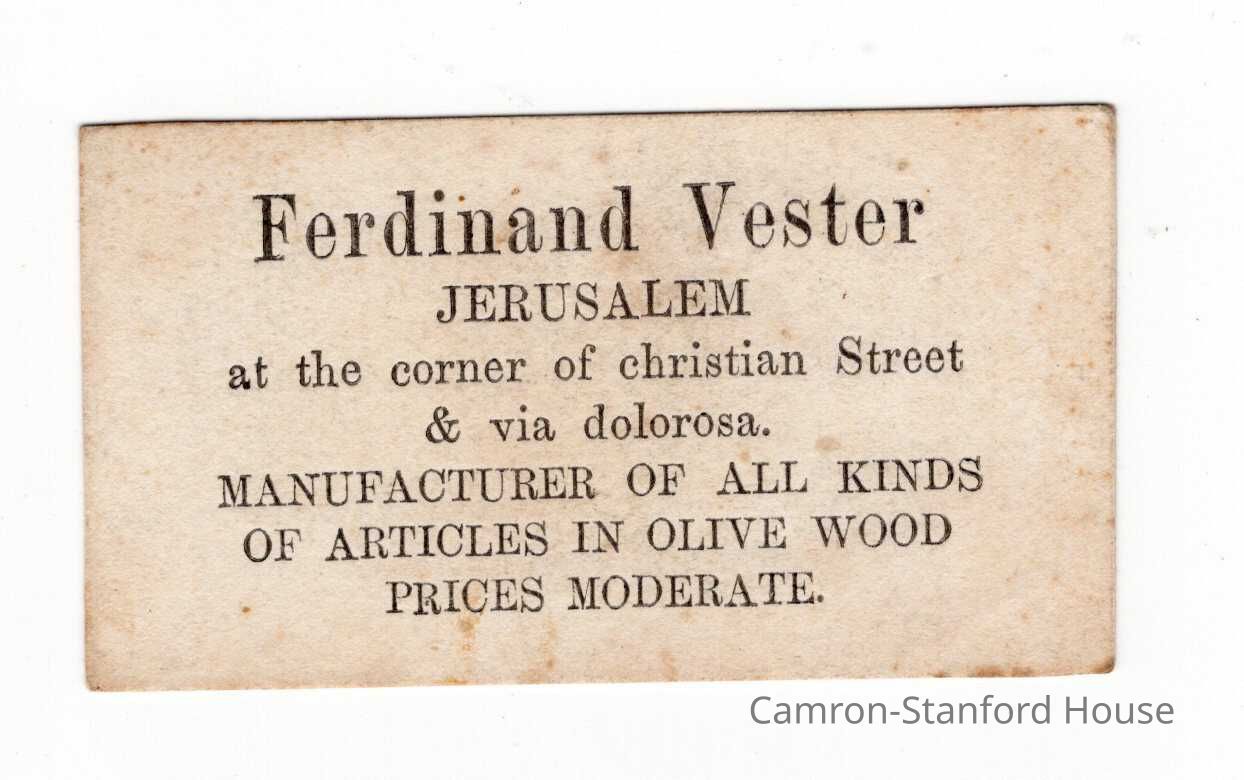 Ferdinand Vester
JERUSALEM
at the corner of christian Street
& via dolorosa.
MANUFACTURER OF ALL KINDS
OF ARTICLES IN OLIVE WOOD
PRICES MODERATE.
Camron-Stanford House